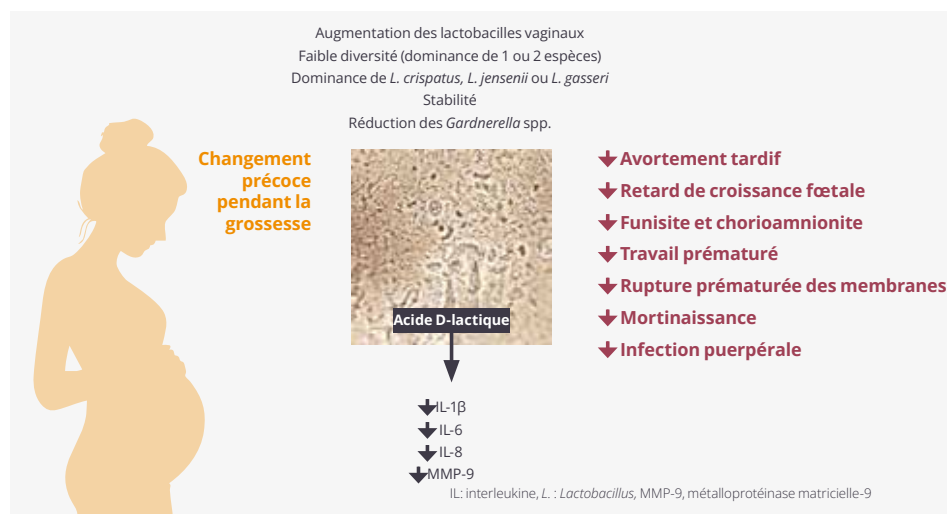 Augmentation des lactobacilles vaginaux
Faible diversité (dominance de 1 ou 2 espèces)
Dominance de L. crispatus, L. jensenii ou L. gasseri
Stabilité
Réduction des Gardnerella spp.
Changement
précoce
pendant la
grossesse
Acide D-lactique
IL-1β
IL-6
IL-8
MMP-9
Avortement tardif
Retard de croissance fœtale
Funisite et chorioamnionite
Travail prématuré
Rupture prématurée des membranes
Mortinaissance
Infection puerpérale
IL: interleukine, L. : Lactobacillus, MMP-9, métalloprotéinase matricielle-9